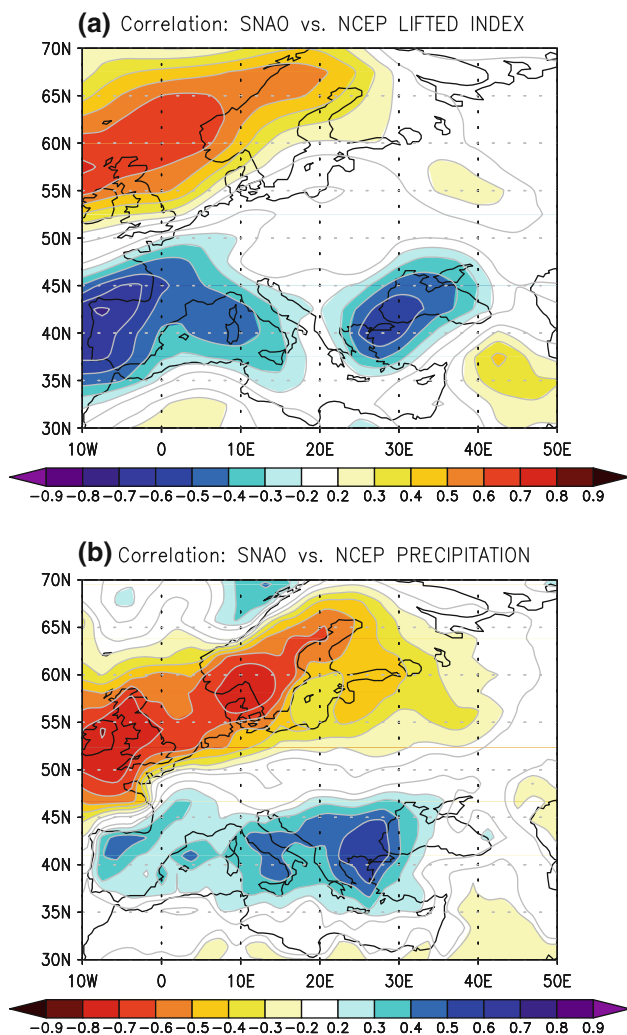 (a) Correlation: SNAO vs. NCEP LIFTED INDEX
70N
65N
60N
55N
50N
45N
40N
35N
30N
10W 0 10E 20E 30E 40E 50E
-0.9 -0.8 -0.7 -0.6 -0.5 -0.4 -0.3 0.2 0.3 0.4 0.5 0.6 0.7 0.8 0.9
(b) Correlation: SNAO vs. NCEP PRECIPITATION
70N
65N
60N
55N
50N
45N
40N
35N
30N
10W 0 10E 20E 30E 40E 50E
-0.9 -0.8 -0.7 -0.6 -0.5 -0.4 -0.3 0.2 0.3 0.4 0.5 0.6 0.7 0.8 0.9